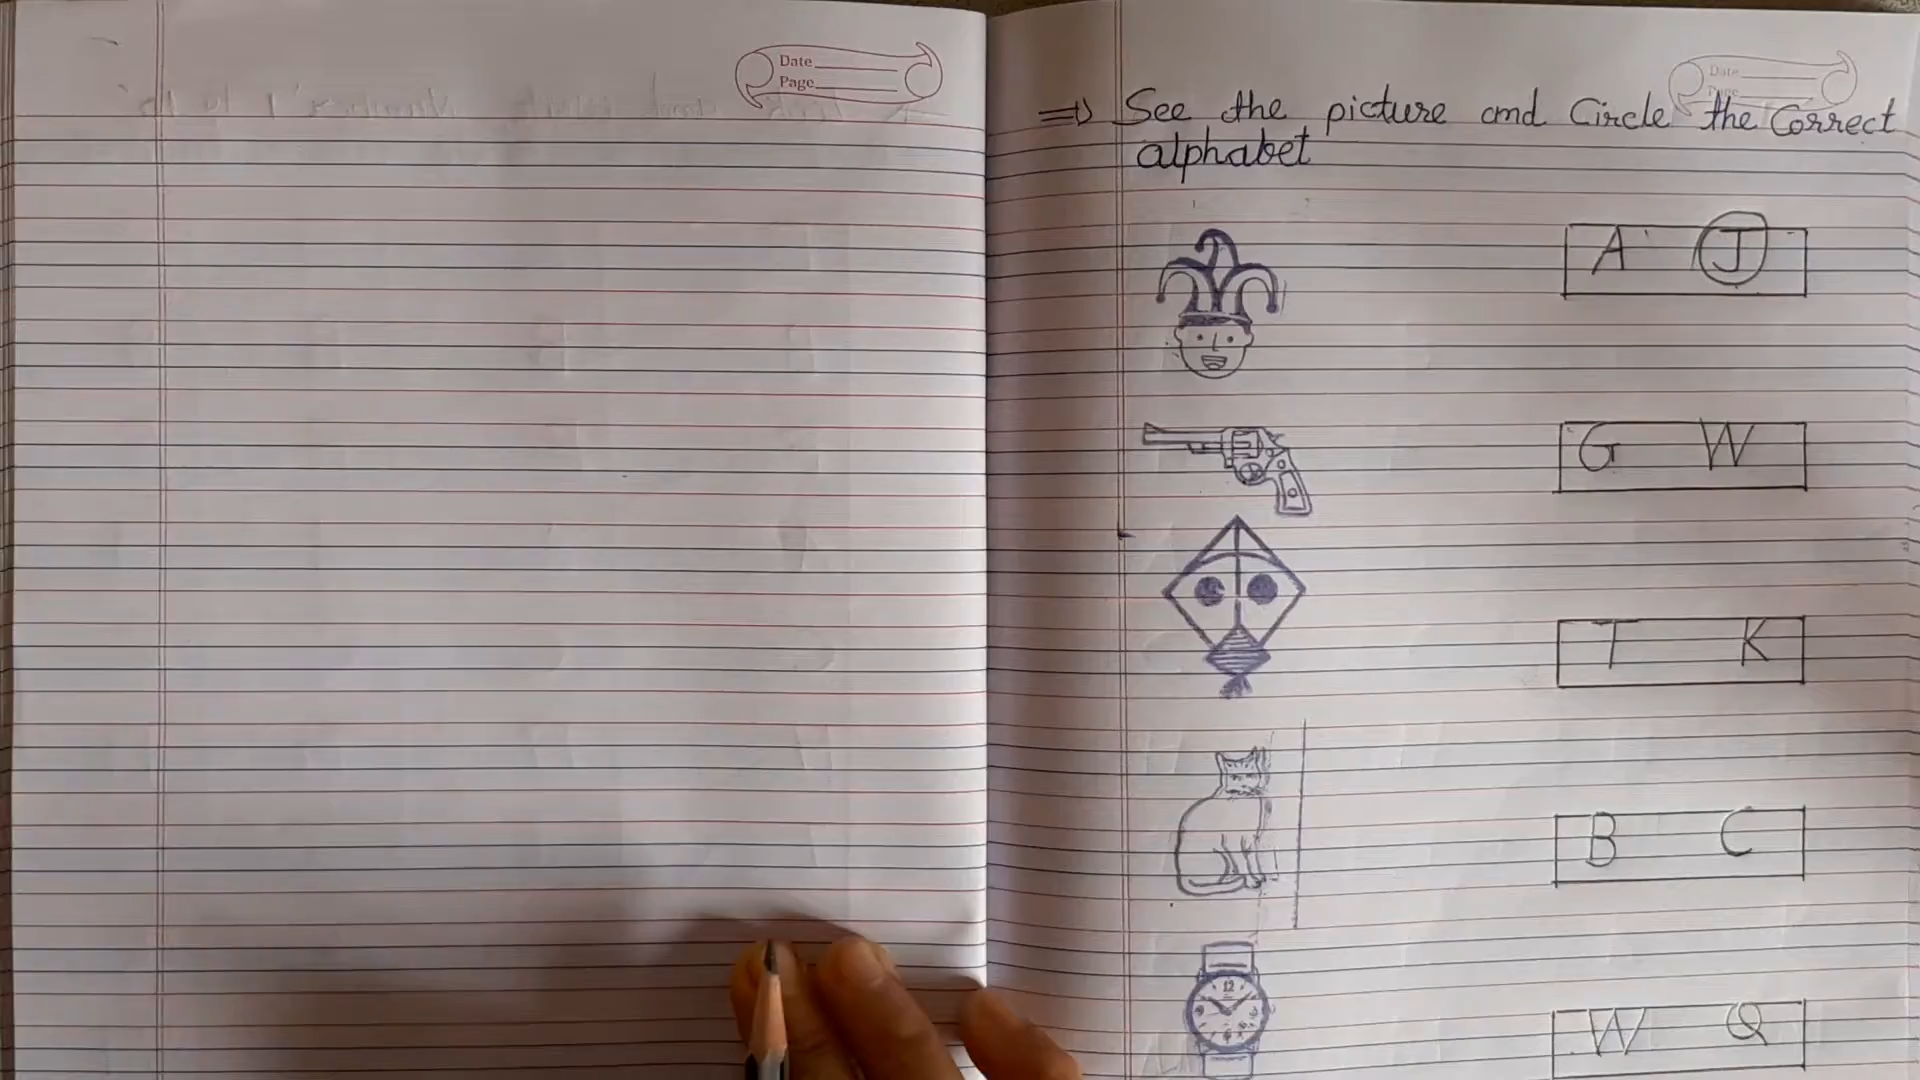 Date
Page
Date
Page
⇒ See the picture and Circle the Correct
alphabet
A J
G W
T K
B C
12
W Q